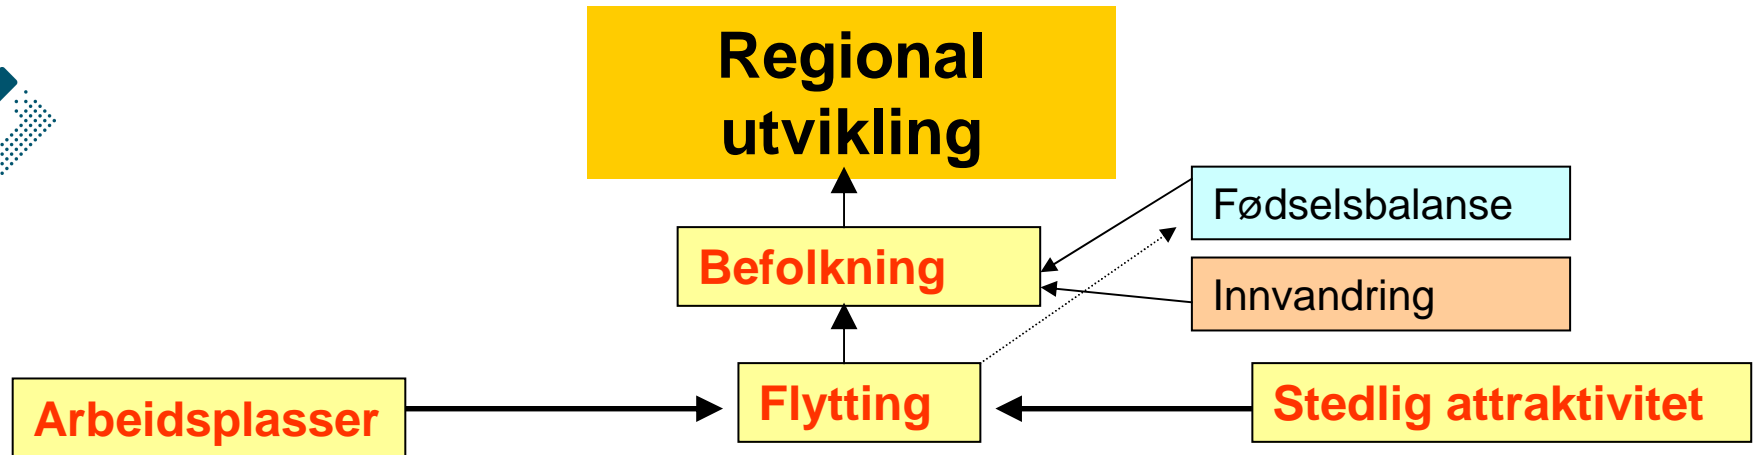 Regional
utvikling
Fødselsbalanse
Befolkning
Innvandring
Arbeidsplasser
Flytting
Stedlig attraktivitet